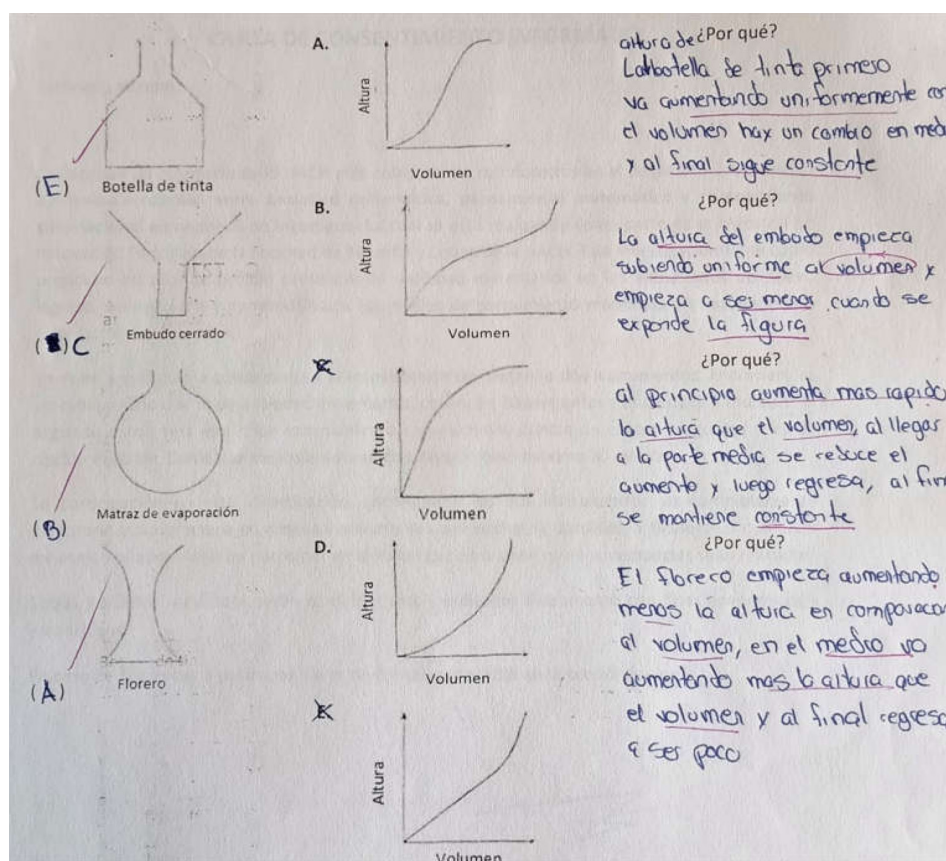 A.
¿Por qué?
altura de
La botella de tinta primero
va aumentando uniformemente con
el volumen hay un cambio en med
y al final sigue constante
Altura
Volumen
(E)
Botella de tinta
B.
¿Por qué?
La altura del embudo empieza
subiendo uniforme al volumen y
empieza a ser menor cuando se
expande la figura
Altura
Volumen
( ) C
Embudo cerrado
¿Por qué?
al principio aumenta mas rapido
la altura que el volumen, al llegar
a la parte media se reduce el
aumento y luego regresa, al fin
se mantiene constante
Altura
Volumen
(B)
Matraz de evaporación
D.
¿Por qué?
El florero empieza aumentando
menos la altura en comparacio
al volumen, en el medio va
aumentando mas la altura que
el volumen y al final regresa
a ser poco
Altura
Volumen
(A)
Florero
Altura
Volumen